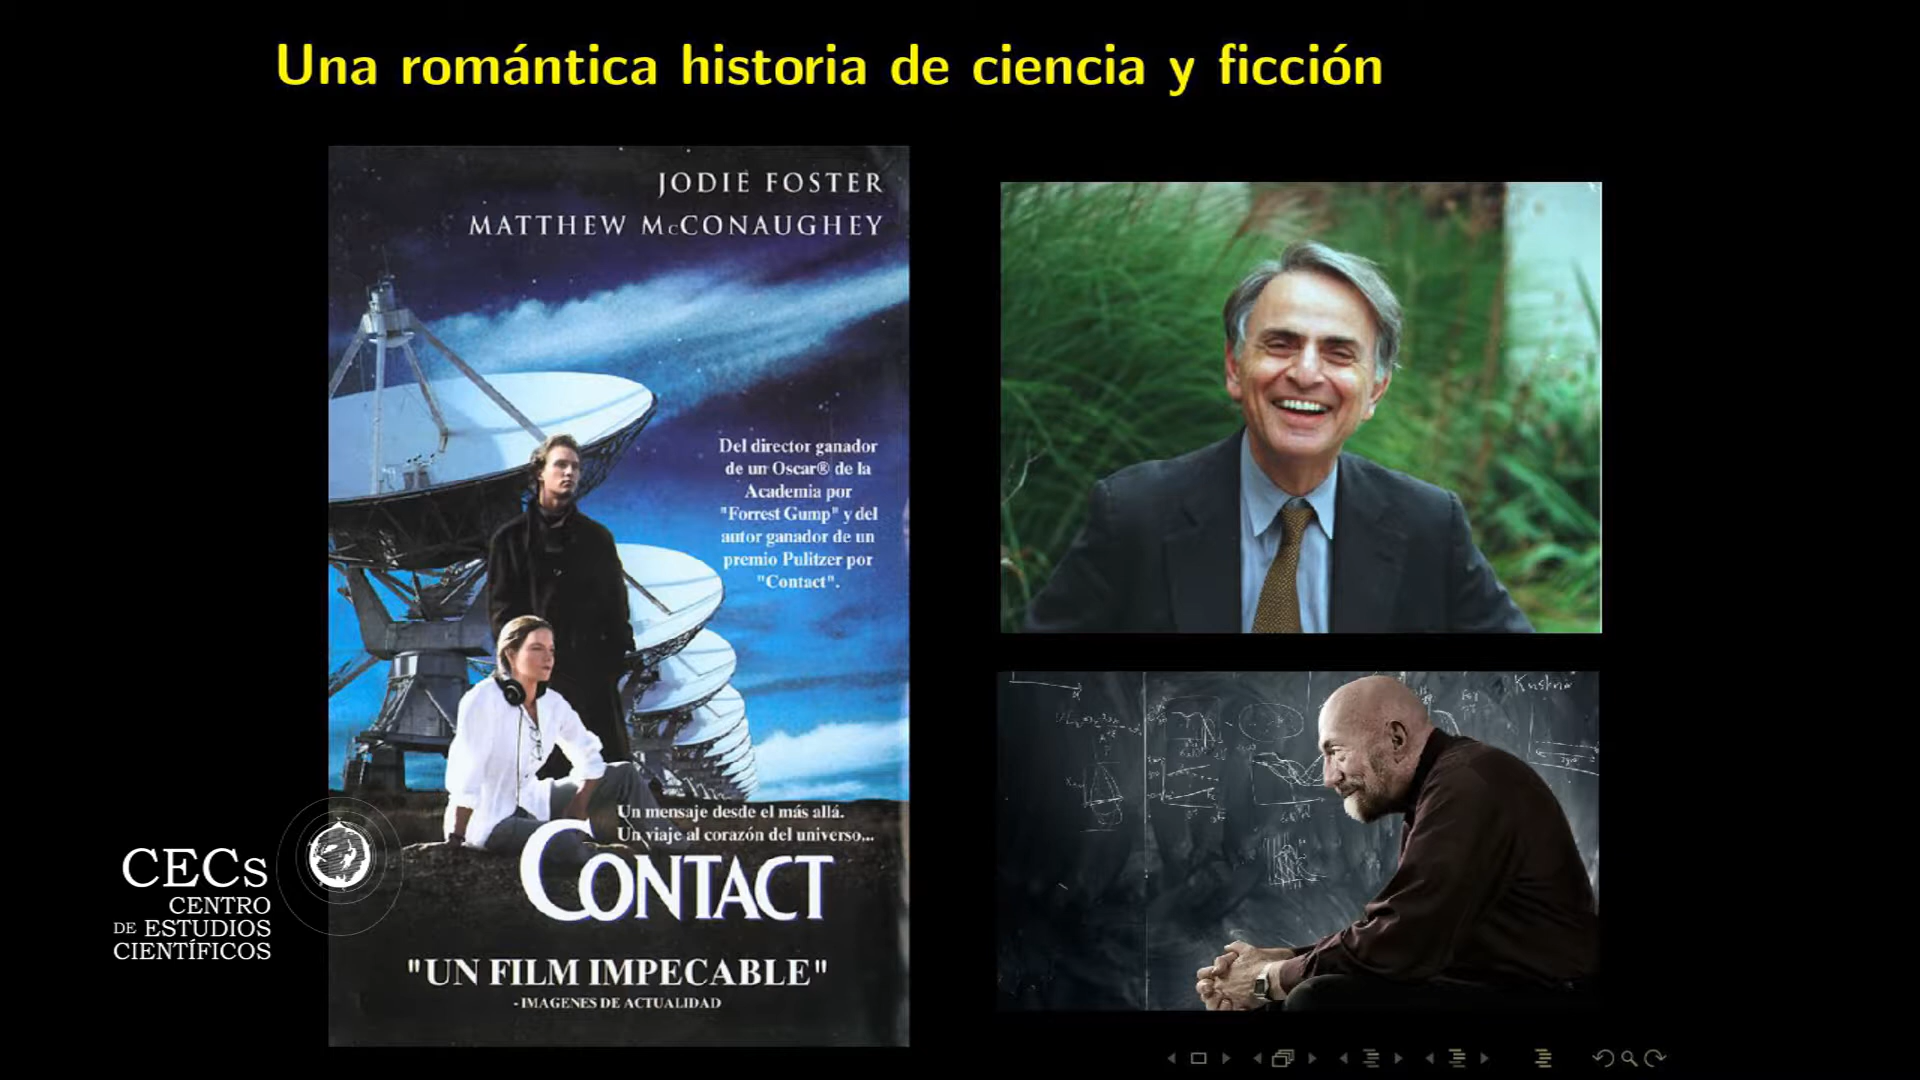 Una romántica historia de ciencia y ficción
JODIE FOSTER
MATTHEW McCONAUGHEY
Del director ganador
de un Oscar® de la
Academia por
"Forrest Gump" y del
autor ganador de un
premio Pulitzer por
"Contact".
Un mensaje desde el más allá.
Un viaje al corazón del universo...
CONTACT
"UN FILM IMPECABLE"
- IMAGENES DE ACTUALIDAD
CECs
CENTRO
DE ESTUDIOS
CIENTÍFICOS